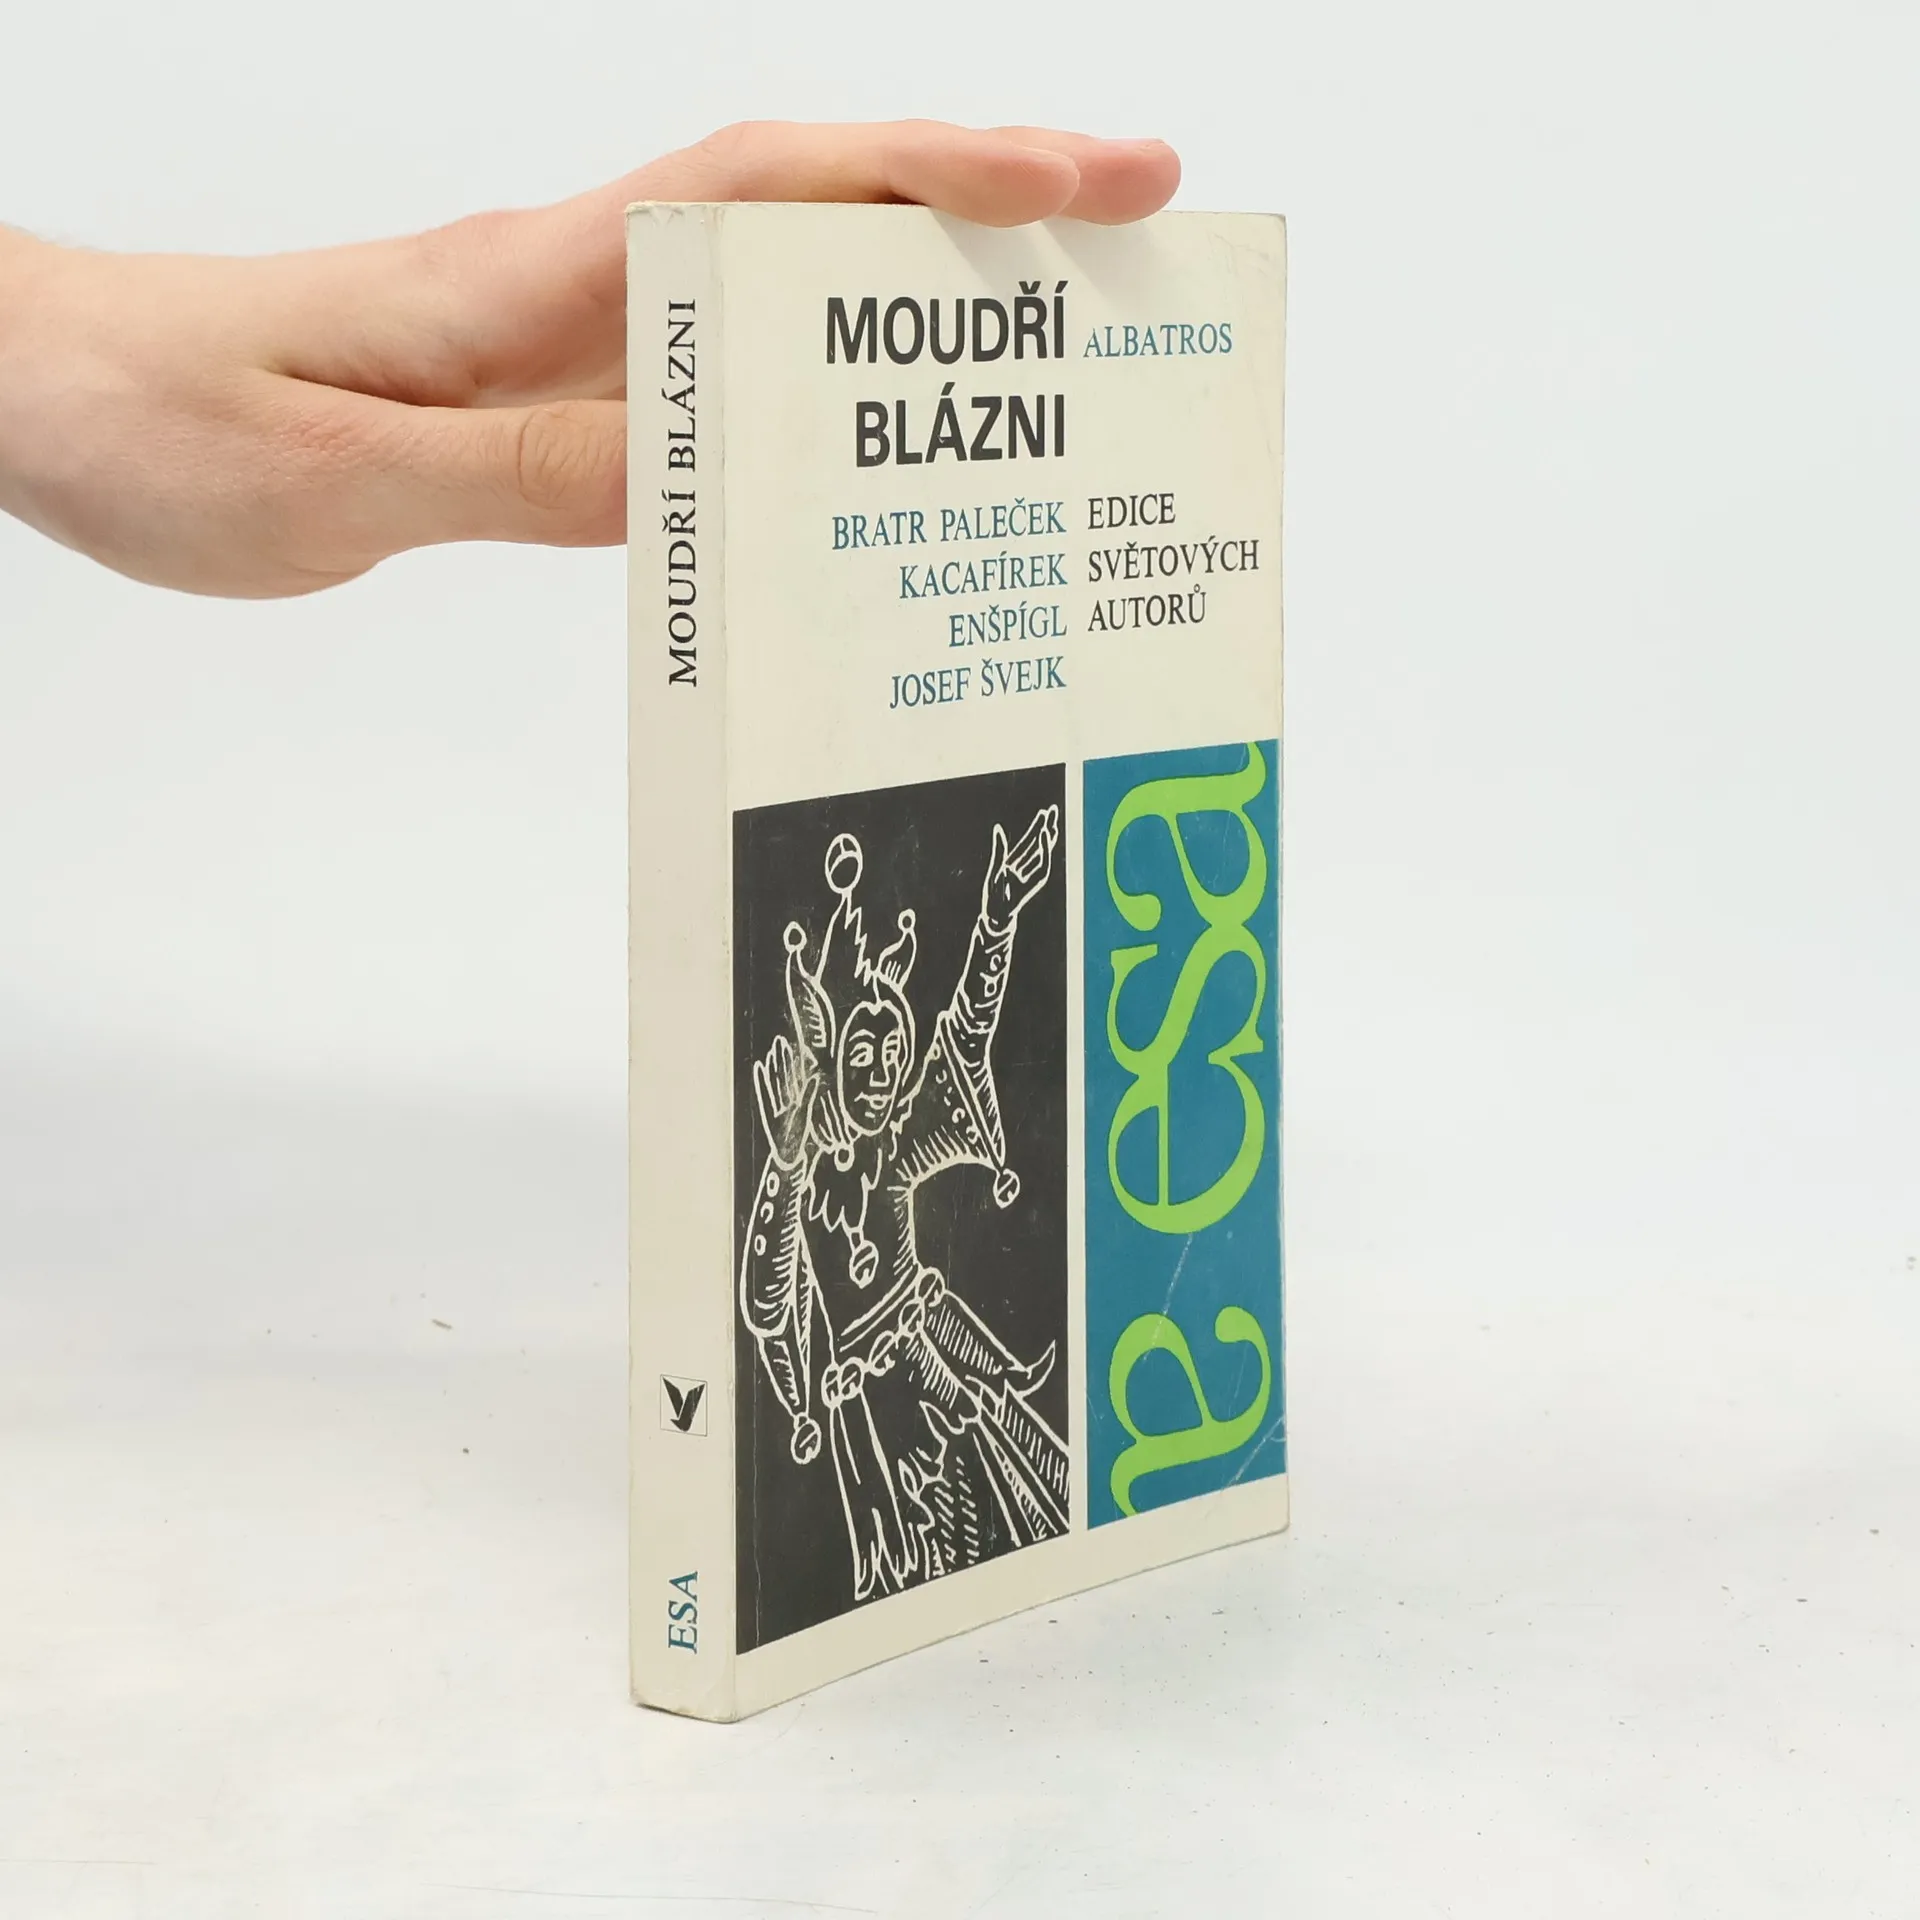 MOUDŘÍ BLÁZNI
ESA
MOUDŘÍ
BLÁZNI
ALBATROS
BRATR PALEČEK
KACAFÍREK
ENŠPÍGL
JOSEF ŠVEJK
EDICE
SVĚTOVÝCH
AUTORŮ
esa